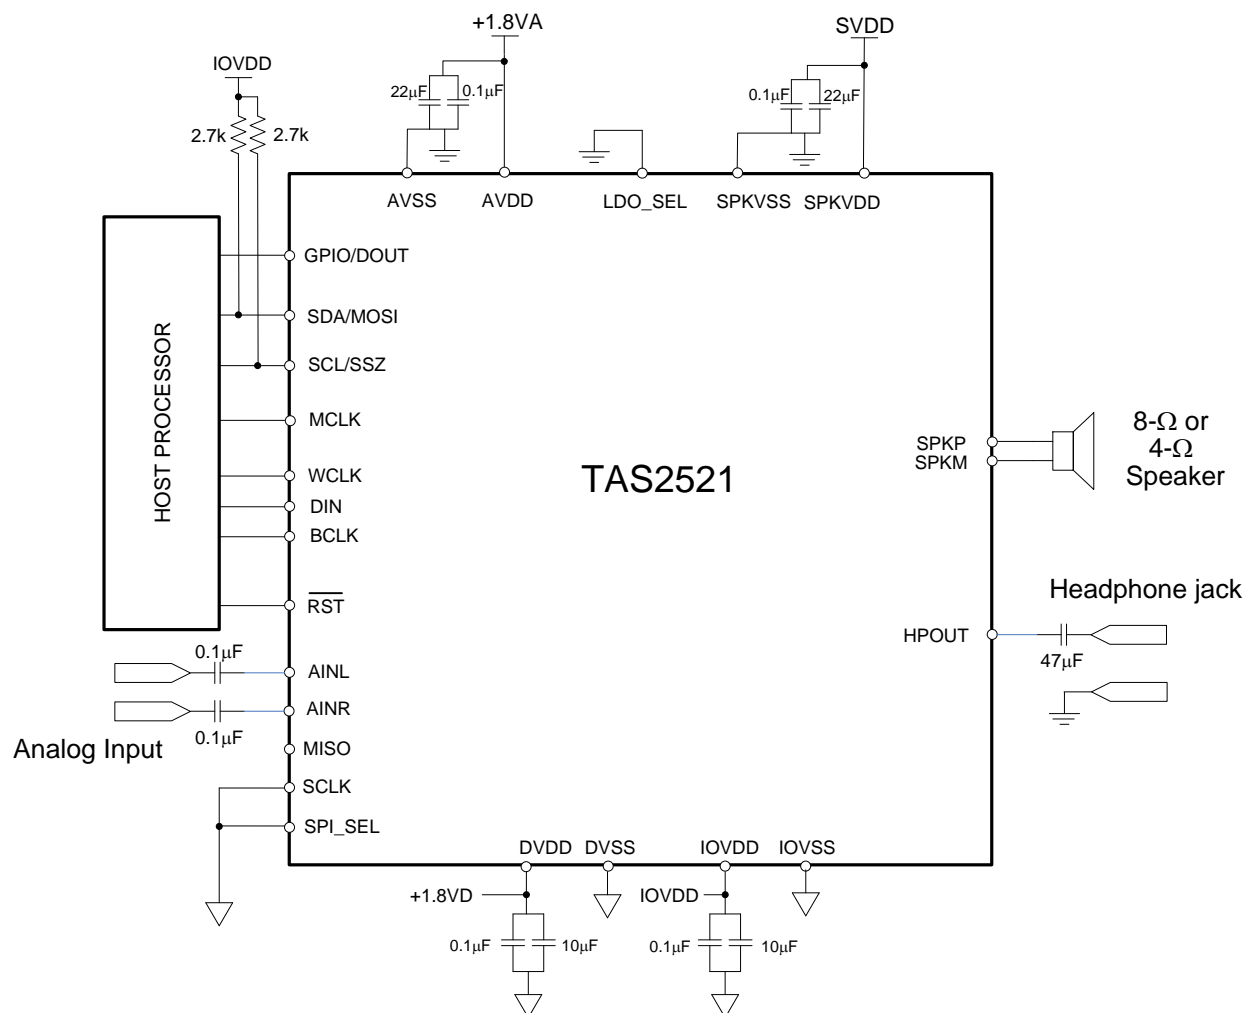 +1.8VA
SVDD
IOVDD
22μF
0.1μF
0.1μF
22μF
2.7k
2.7k
AVSS
AVDD
LDO_SEL
SPKVSS
SPKVDD
GPIO/DOUT
SDA/MOSI
SCL/SSZ
HOST PROCESSOR
MCLK
WCLK
DIN
BCLK
RST
TAS2521
SPKP
SPKM
8-Ω or
4-Ω
Speaker
Headphone jack
HPOUT
47μF
0.1μF
AINL
AINR
0.1μF
Analog Input
MISO
SCLK
SPI_SEL
DVDD
DVSS
IOVDD
IOVSS
+1.8VD
IOVDD
0.1μF
10μF
0.1μF
10μF